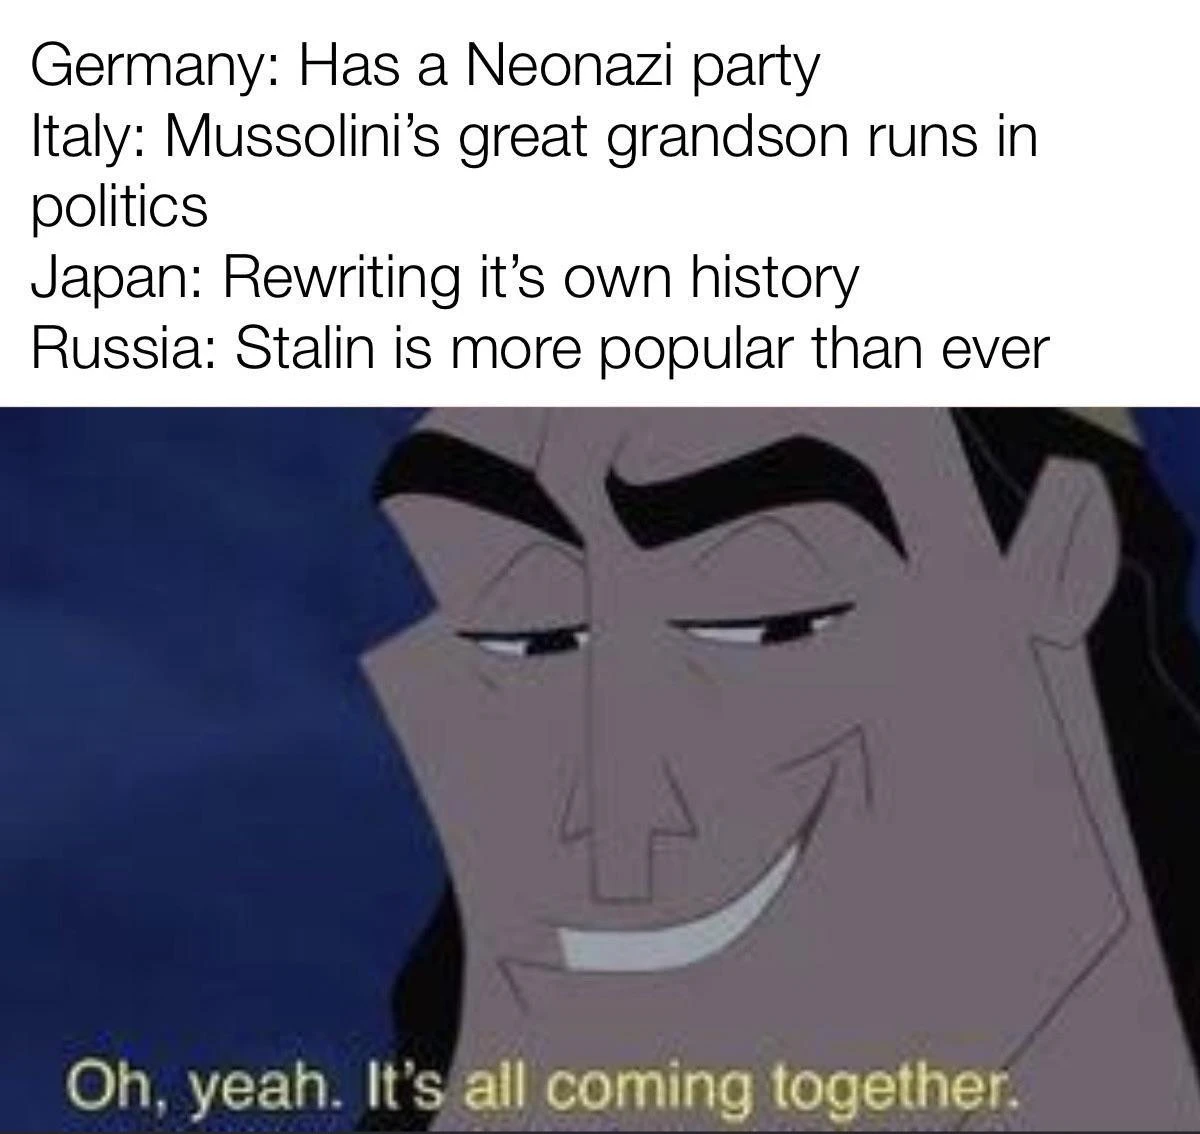 Germany: Has a Neonazi party
Italy: Mussolini’s great grandson runs in
politics
Japan: Rewriting it’s own history
Russia: Stalin is more popular than ever
Oh, yeah. It's all coming together.